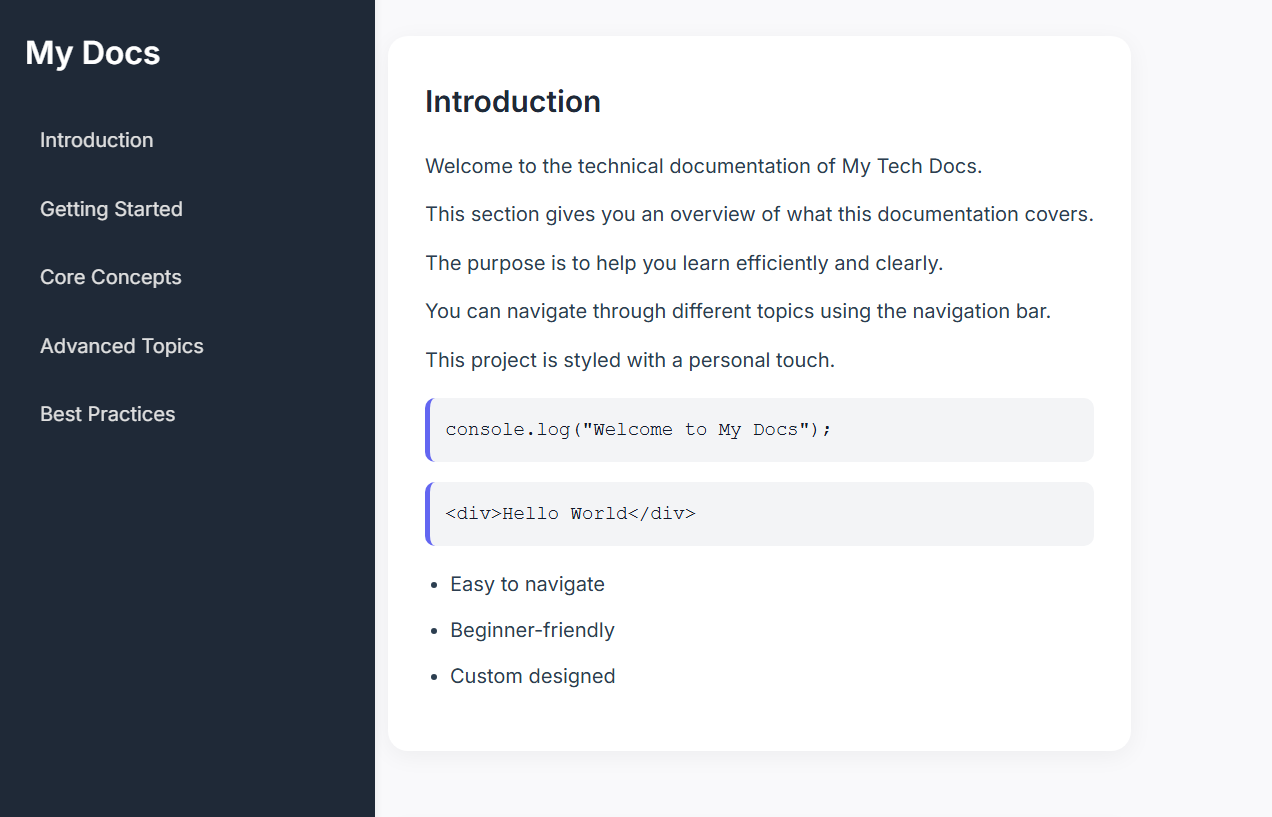 My Docs
Introduction
Getting Started
Core Concepts
Advanced Topics
Best Practices
Introduction
Welcome to the technical documentation of My Tech Docs.
This section gives you an overview of what this documentation covers.
The purpose is to help you learn efficiently and clearly.
You can navigate through different topics using the navigation bar.
This project is styled with a personal touch.
console.log("Welcome to My Docs");
<div>Hello World</div>
• Easy to navigate
• Beginner-friendly
• Custom designed